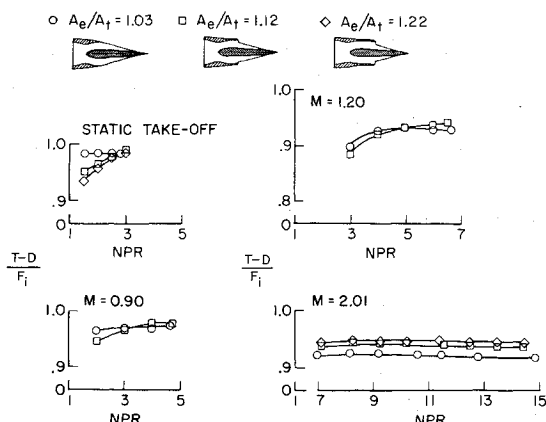 ○ Ae/At = 1.03 □ Ae/At = 1.12 ◇ Ae/At = 1.22
STATIC TAKE-OFF
1.0
.9
0
1 3 5
NPR
M = 1.20
1.0
.9
.8
0
1 3 5 7
NPR
T-D
Fi
M = 0.90
1.0
.9
0
1 3 5
NPR
T-D
Fi
M = 2.01
1.0
.9
0
1 7 9 11 13 15
NPR